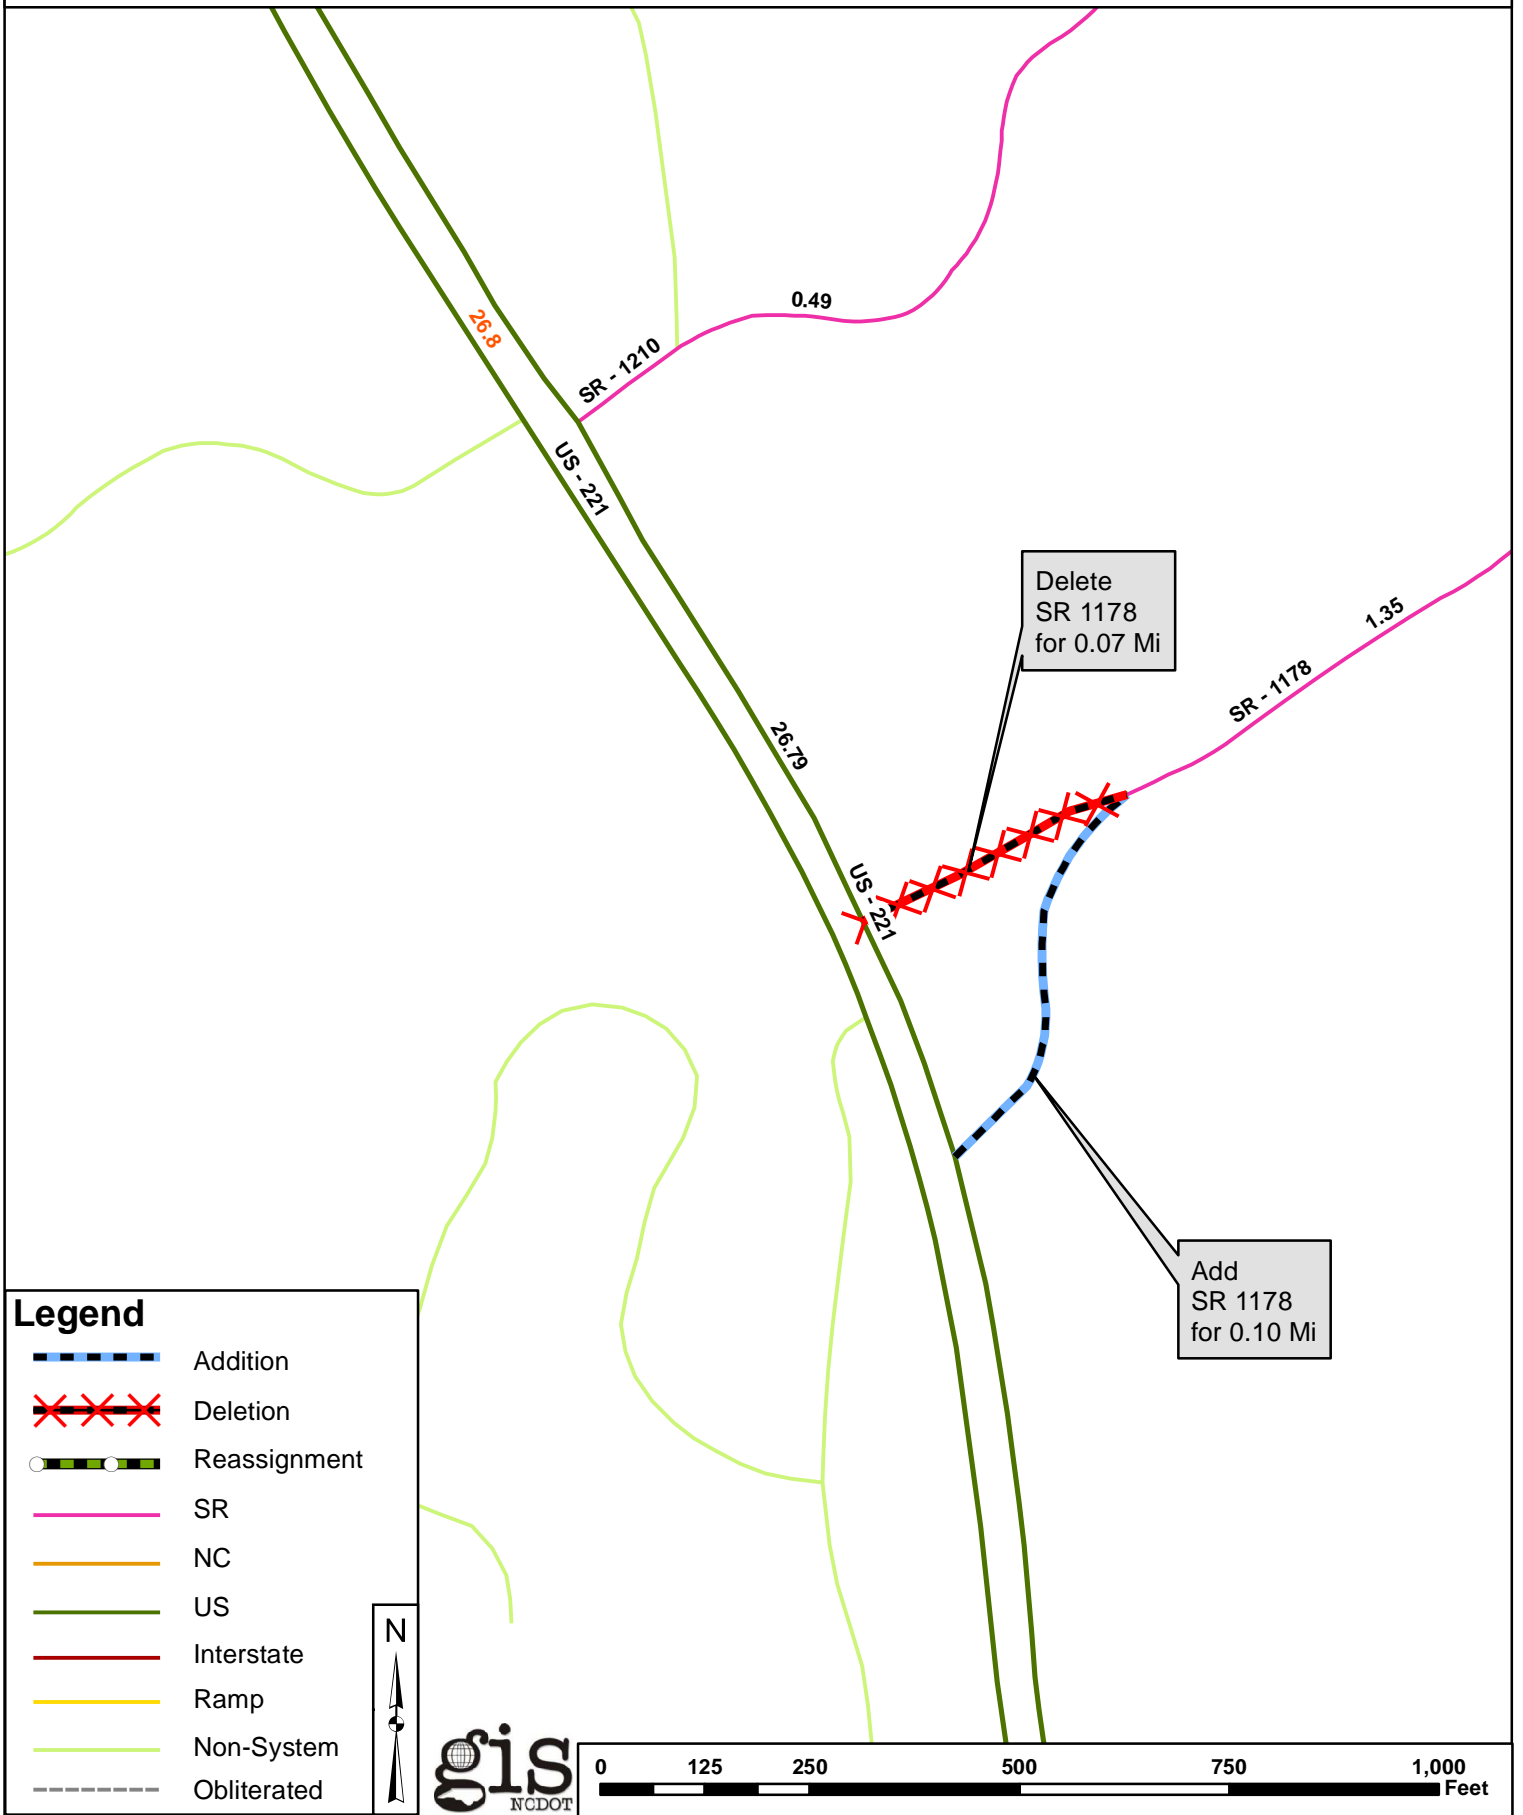 0.49
SR - 1210
26.8
US - 221
Delete
SR 1178
for 0.07 Mi
1.35
SR - 1178
26.79
US - 221
Add
SR 1178
for 0.10 Mi
Legend
Addition
Deletion
Reassignment
SR
NC
US
Interstate
Ramp
Non-System
Obliterated
N
gis
NCDOT
0 125 250 500 750 1,000
Feet